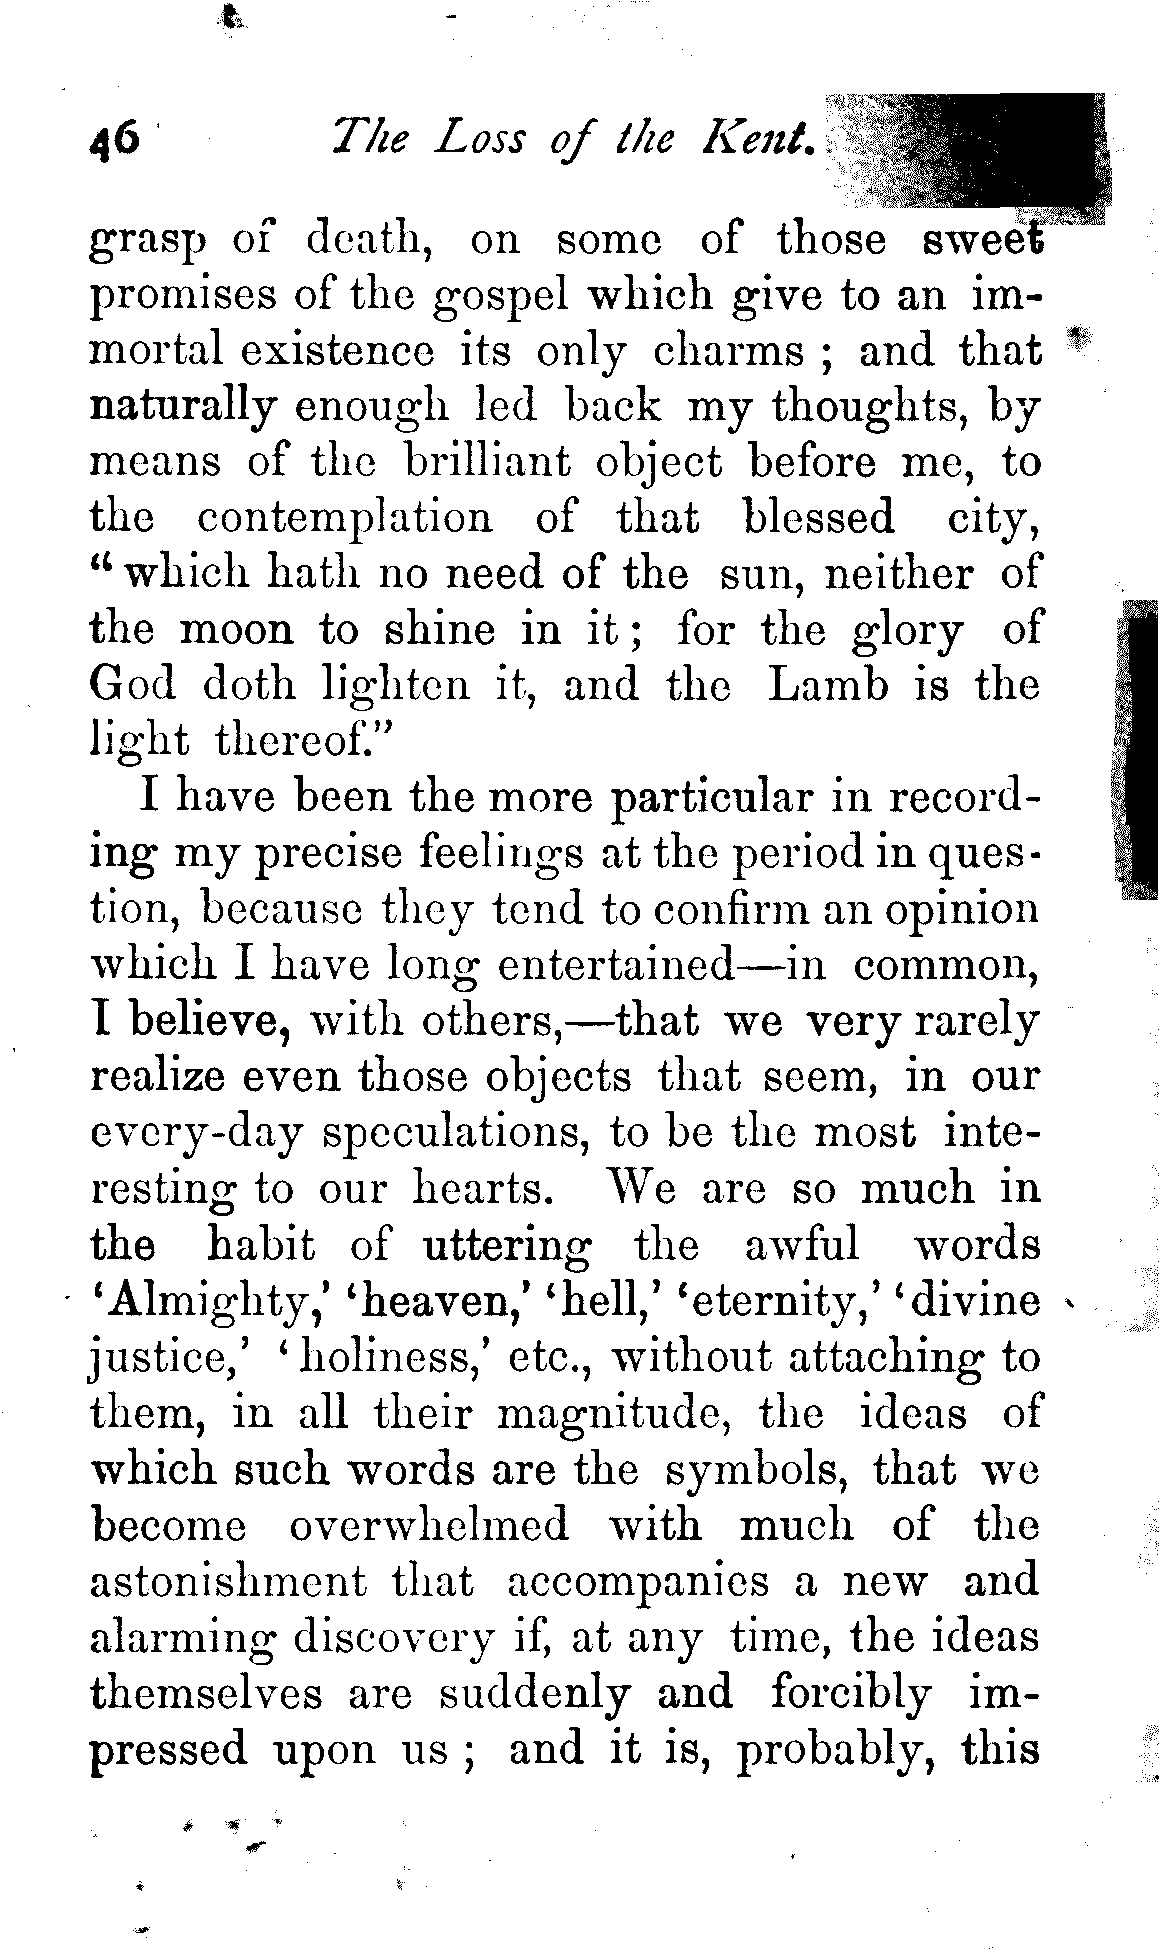 46 The Loss of the Kent.
grasp of death, on some of those sweet
promises of the gospel which give to an im-
mortal existence its only charms ; and that
naturally enough led back my thoughts, by
means of the brilliant object before me, to
the contemplation of that blessed city,
“ which hath no need of the sun, neither of
the moon to shine in it ; for the glory of
God doth lighten it, and the Lamb is the
light thereof.”
I have been the more particular in record-
ing my precise feelings at the period in ques-
tion, because they tend to confirm an opinion
which I have long entertained—in common,
I believe, with others,—that we very rarely
realize even those objects that seem, in our
every-day speculations, to be the most inte-
resting to our hearts. We are so much in
the habit of uttering the awful words
‘Almighty,’ ‘heaven,’ ‘hell,’ ‘eternity,’ ‘divine
justice,’ ‘holiness,’ etc., without attaching to
them, in all their magnitude, the ideas of
which such words are the symbols, that we
become overwhelmed with much of the
astonishment that accompanies a new and
alarming discovery if, at any time, the ideas
themselves are suddenly and forcibly im-
pressed upon us ; and it is, probably, this